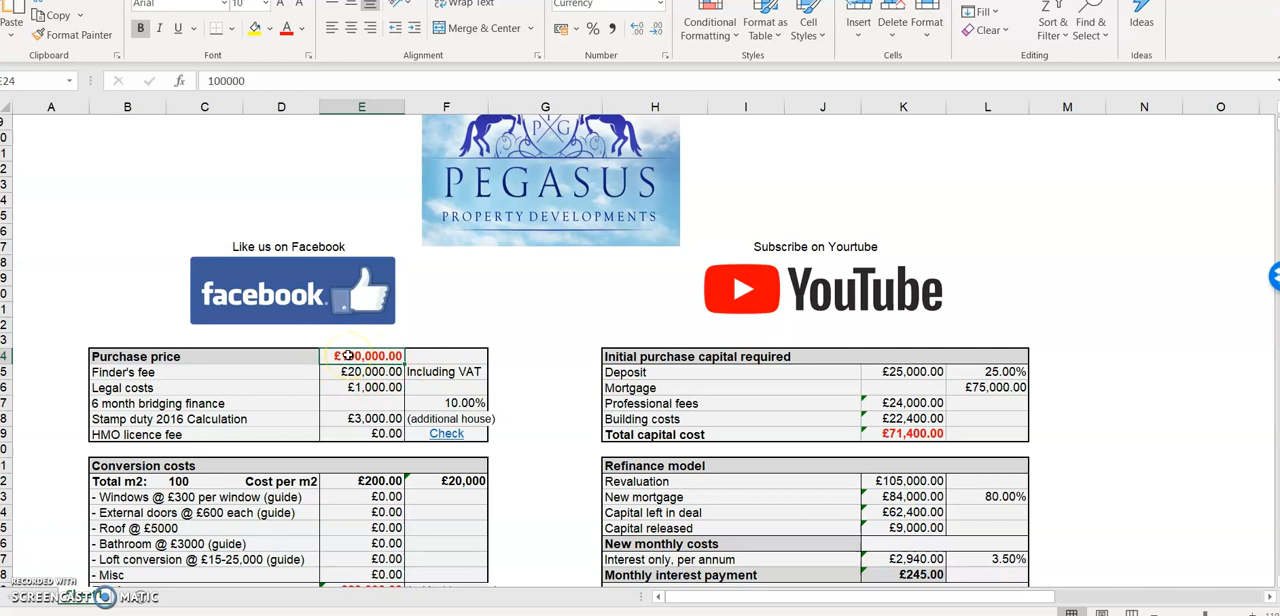 Paste
Copy
Format Painter
Clipboard
Arial
10
A A
B I U
Font
Wrap Text
Merge & Center
Alignment
Currency
%
Number
Conditional Formatting
Format as Table
Cell Styles
Styles
Insert Delete Format
Cells
Fill
Clear
Sort & Filter
Find & Select
Editing
Ideas
Ideas
E24
fx 100000
A B C D E F G H I J K L M N O
PG
PEGASUS
PROPERTY DEVELOPMENTS
Like us on Facebook
Subscribe on Yourtube
facebook
YouTube
Purchase price
Finder's fee £20,000.00 Including VAT
Legal costs £1,000.00
6 month bridging finance 10.00%
Stamp duty 2016 Calculation £3,000.00 (additional house)
HMO licence fee £0.00 Check
Initial purchase capital required
Deposit £25,000.00 25.00%
Mortgage £75,000.00
Professional fees £24,000.00
Building costs £22,400.00
Total capital cost £71,400.00
Conversion costs
Total m2: 100 Cost per m2 £200.00 £20,000
- Windows @ £300 per window (guide) £0.00
- External doors @ £600 each (guide) £0.00
- Roof @ £5000 £0.00
- Bathroom @ £3000 (guide) £0.00
- Loft conversion @ £15-25,000 (guide) £0.00
- Misc £0.00
Refinance model
Revaluation £105,000.00
New mortgage £84,000.00 80.00%
Capital left in deal £62,400.00
Capital released £9,000.00
New monthly costs
Interest only, per annum £2,940.00 3.50%
Monthly interest payment £245.00
RECORDED WITH
SCREENCAST MATIC